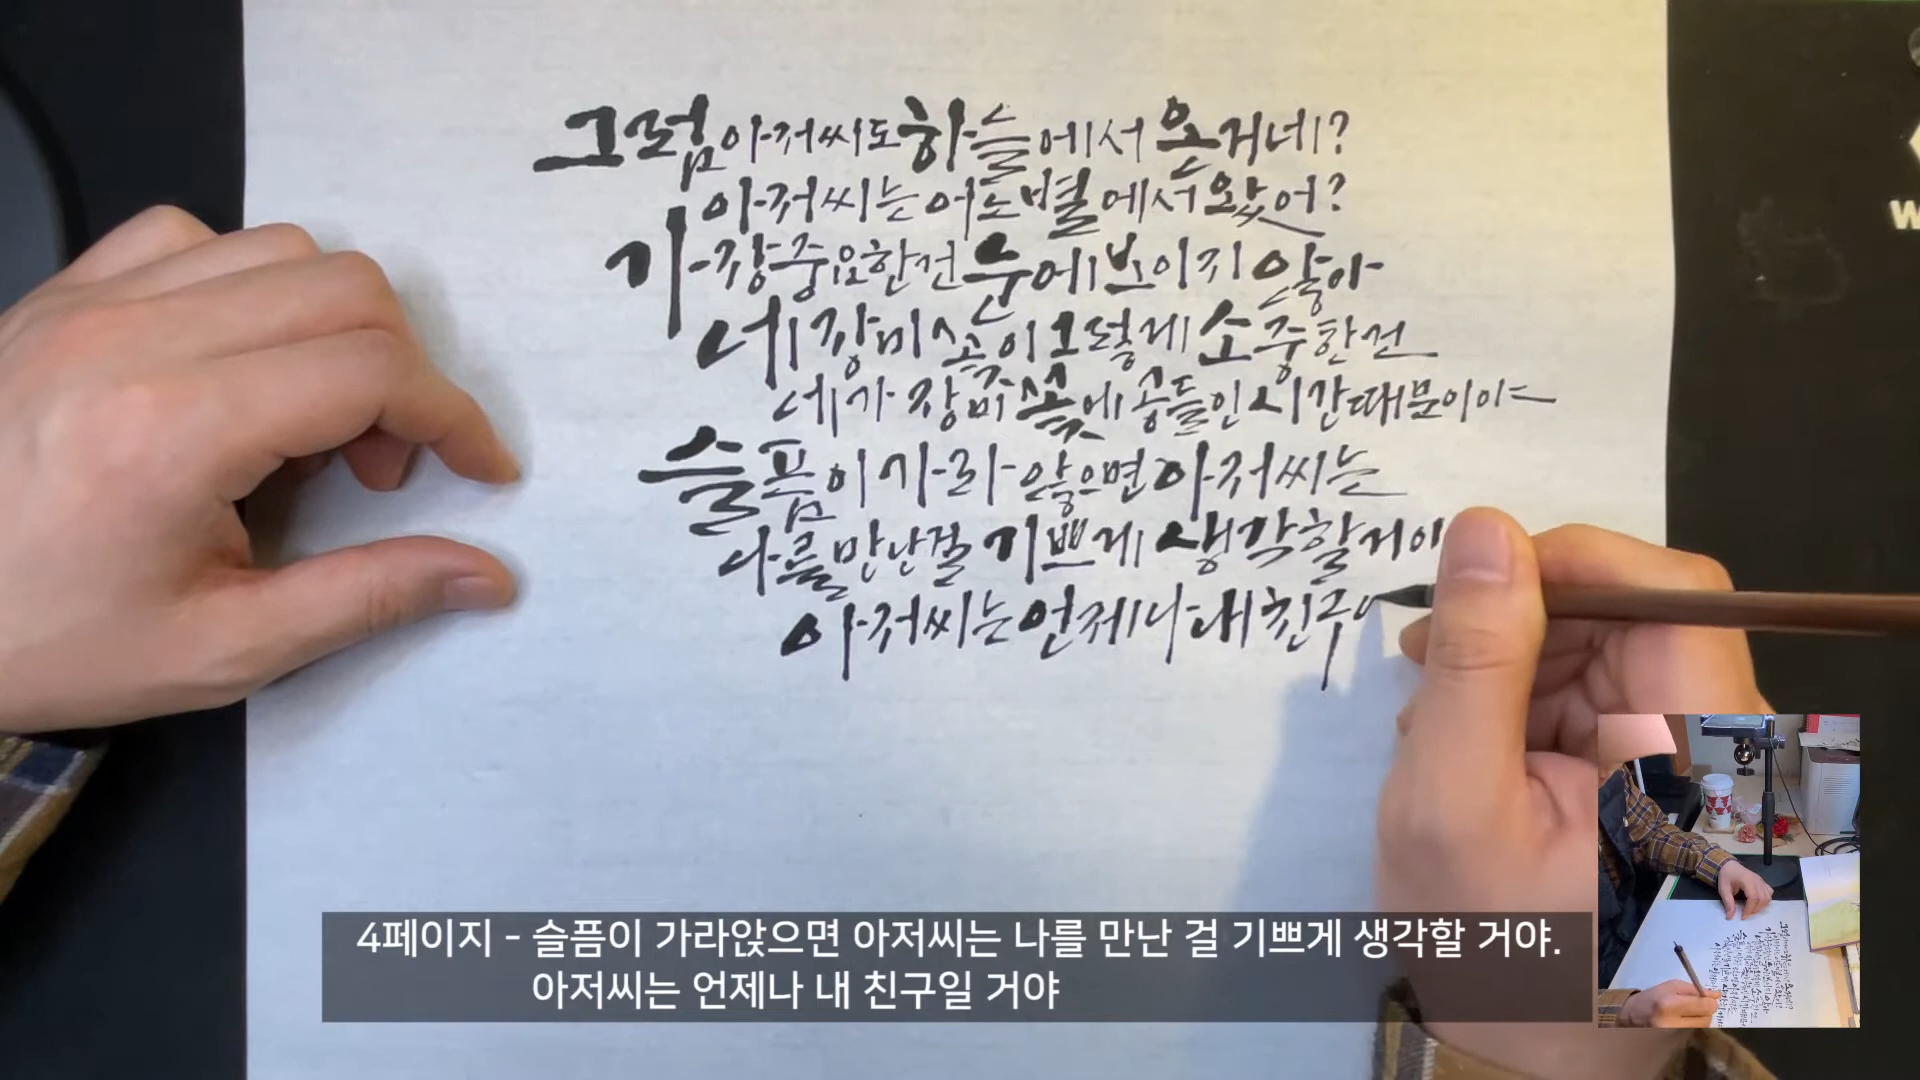 그럼 아저씨도 하늘에서 온거네?
아저씨는 어느 별에서 왔어?
가장 중요한 건 눈에 보이지 않아
네 장미꽃이 그렇게 소중한 건
네가 장미꽃에 공들인 시간 때문이야
슬픔이 가라앉으면 아저씨는
나를 만난 걸 기쁘게 생각할 거야
아저씨는 언제나 내 친구
4페이지 - 슬픔이 가라앉으면 아저씨는 나를 만난 걸 기쁘게 생각할 거야.
아저씨는 언제나 내 친구일 거야